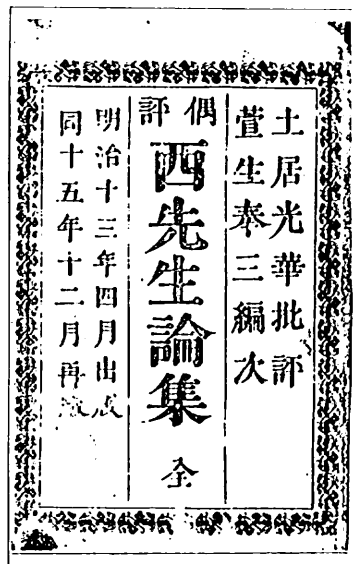 土居光華批評
萱生奉三編次
偶評
西先生論集 全
明治十三年四月出
同十五年十二月再